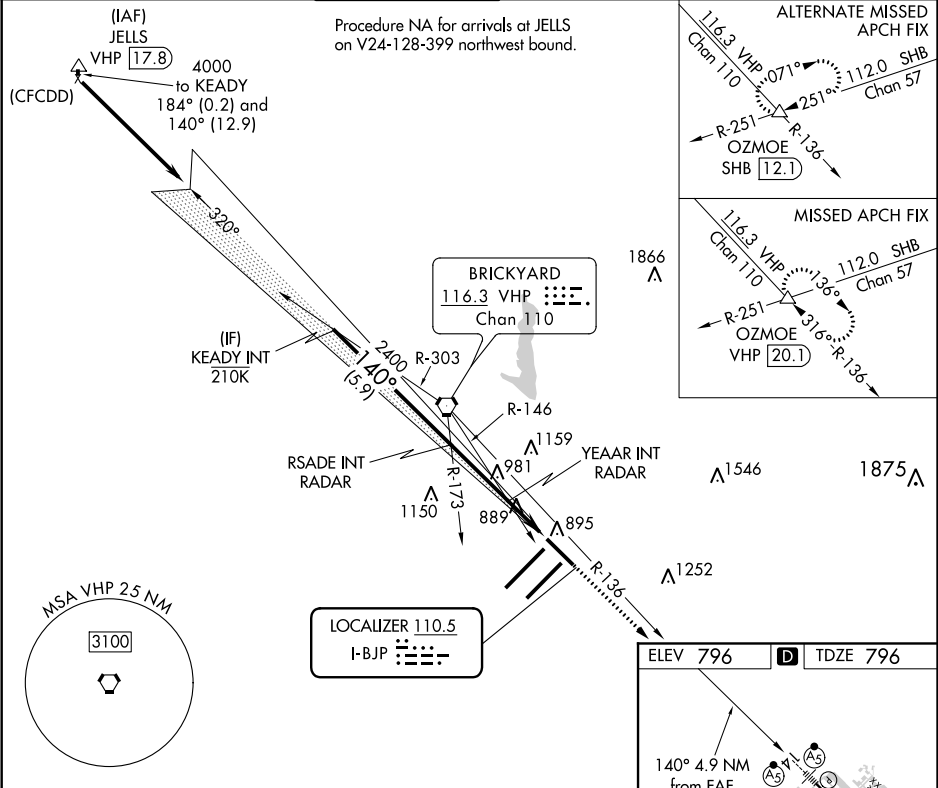 (IAF)
JELLS
VHP 17.8
(CFCDD)
4000
to KEADY
184° (0.2) and
140° (12.9)
Procedure NA for arrivals at JELLS
on V24-128-399 northwest bound.
ALTERNATE MISSED
APCH FIX
116.3 VHP
Chan 110
071°
112.0 SHB
Chan 57
251°
R-251
R-136
OZMOE
SHB 12.1
MISSED APCH FIX
116.3 VHP
Chan 110
136°
112.0 SHB
Chan 57
R-251
316°
R-136
OZMOE
VHP 20.1
320°
1866
BRICKYARD
116.3 VHP
Chan 110
(IF)
KEADY INT
210K
2400
140°
(5.9)
R-303
R-146
1159
RSADE INT
RADAR
R-173
981
YEAAR INT
RADAR
1546
1875
1150
889
895
R-136
1252
MSA VHP 25 NM
3100
LOCALIZER 110.5
I-BJP
ELEV 796
D
TDZE 796
140° 4.9 NM
from FAF
A5
A5
14
P